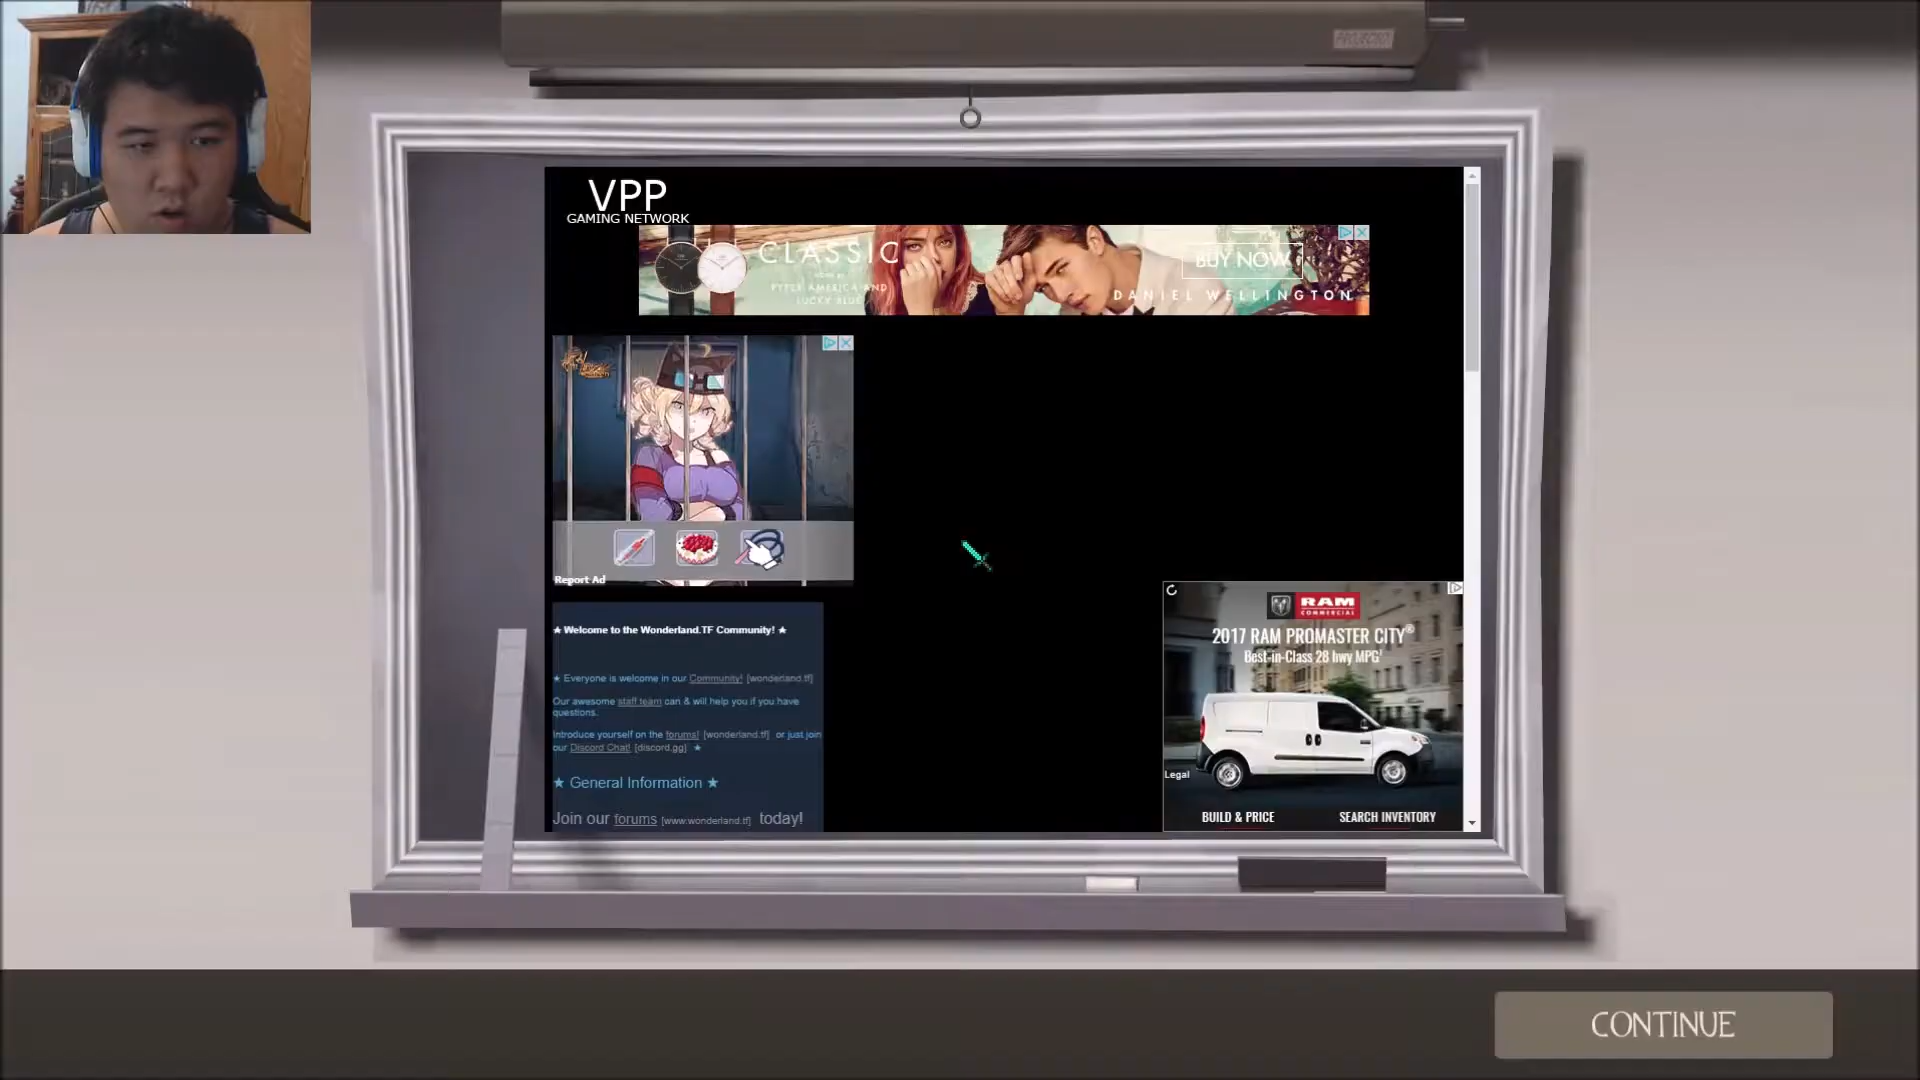 VPP
GAMING NETWORK
CLASSIC
LUCKY BLUE
BUY NOW
DANIEL WELLINGTON
Report Ad
★ Welcome to the Wonderland.TF Community! ★
★ Everyone is welcome in our Community! [wonderland.tf]
Our awesome staff team can & will help you if you have
questions.
Introduce yourself on the forums! [wonderland.tf] or just join
our Discord Chat! [discord.gg] ★
★ General Information ★
Join our forums [www.wonderland.tf] today!
RAM
COMMERCIAL
2017 RAM PROMASTER CITY®
Best-in-Class 28 hwy MPG¹
Legal
BUILD & PRICE
SEARCH INVENTORY
CONTINUE